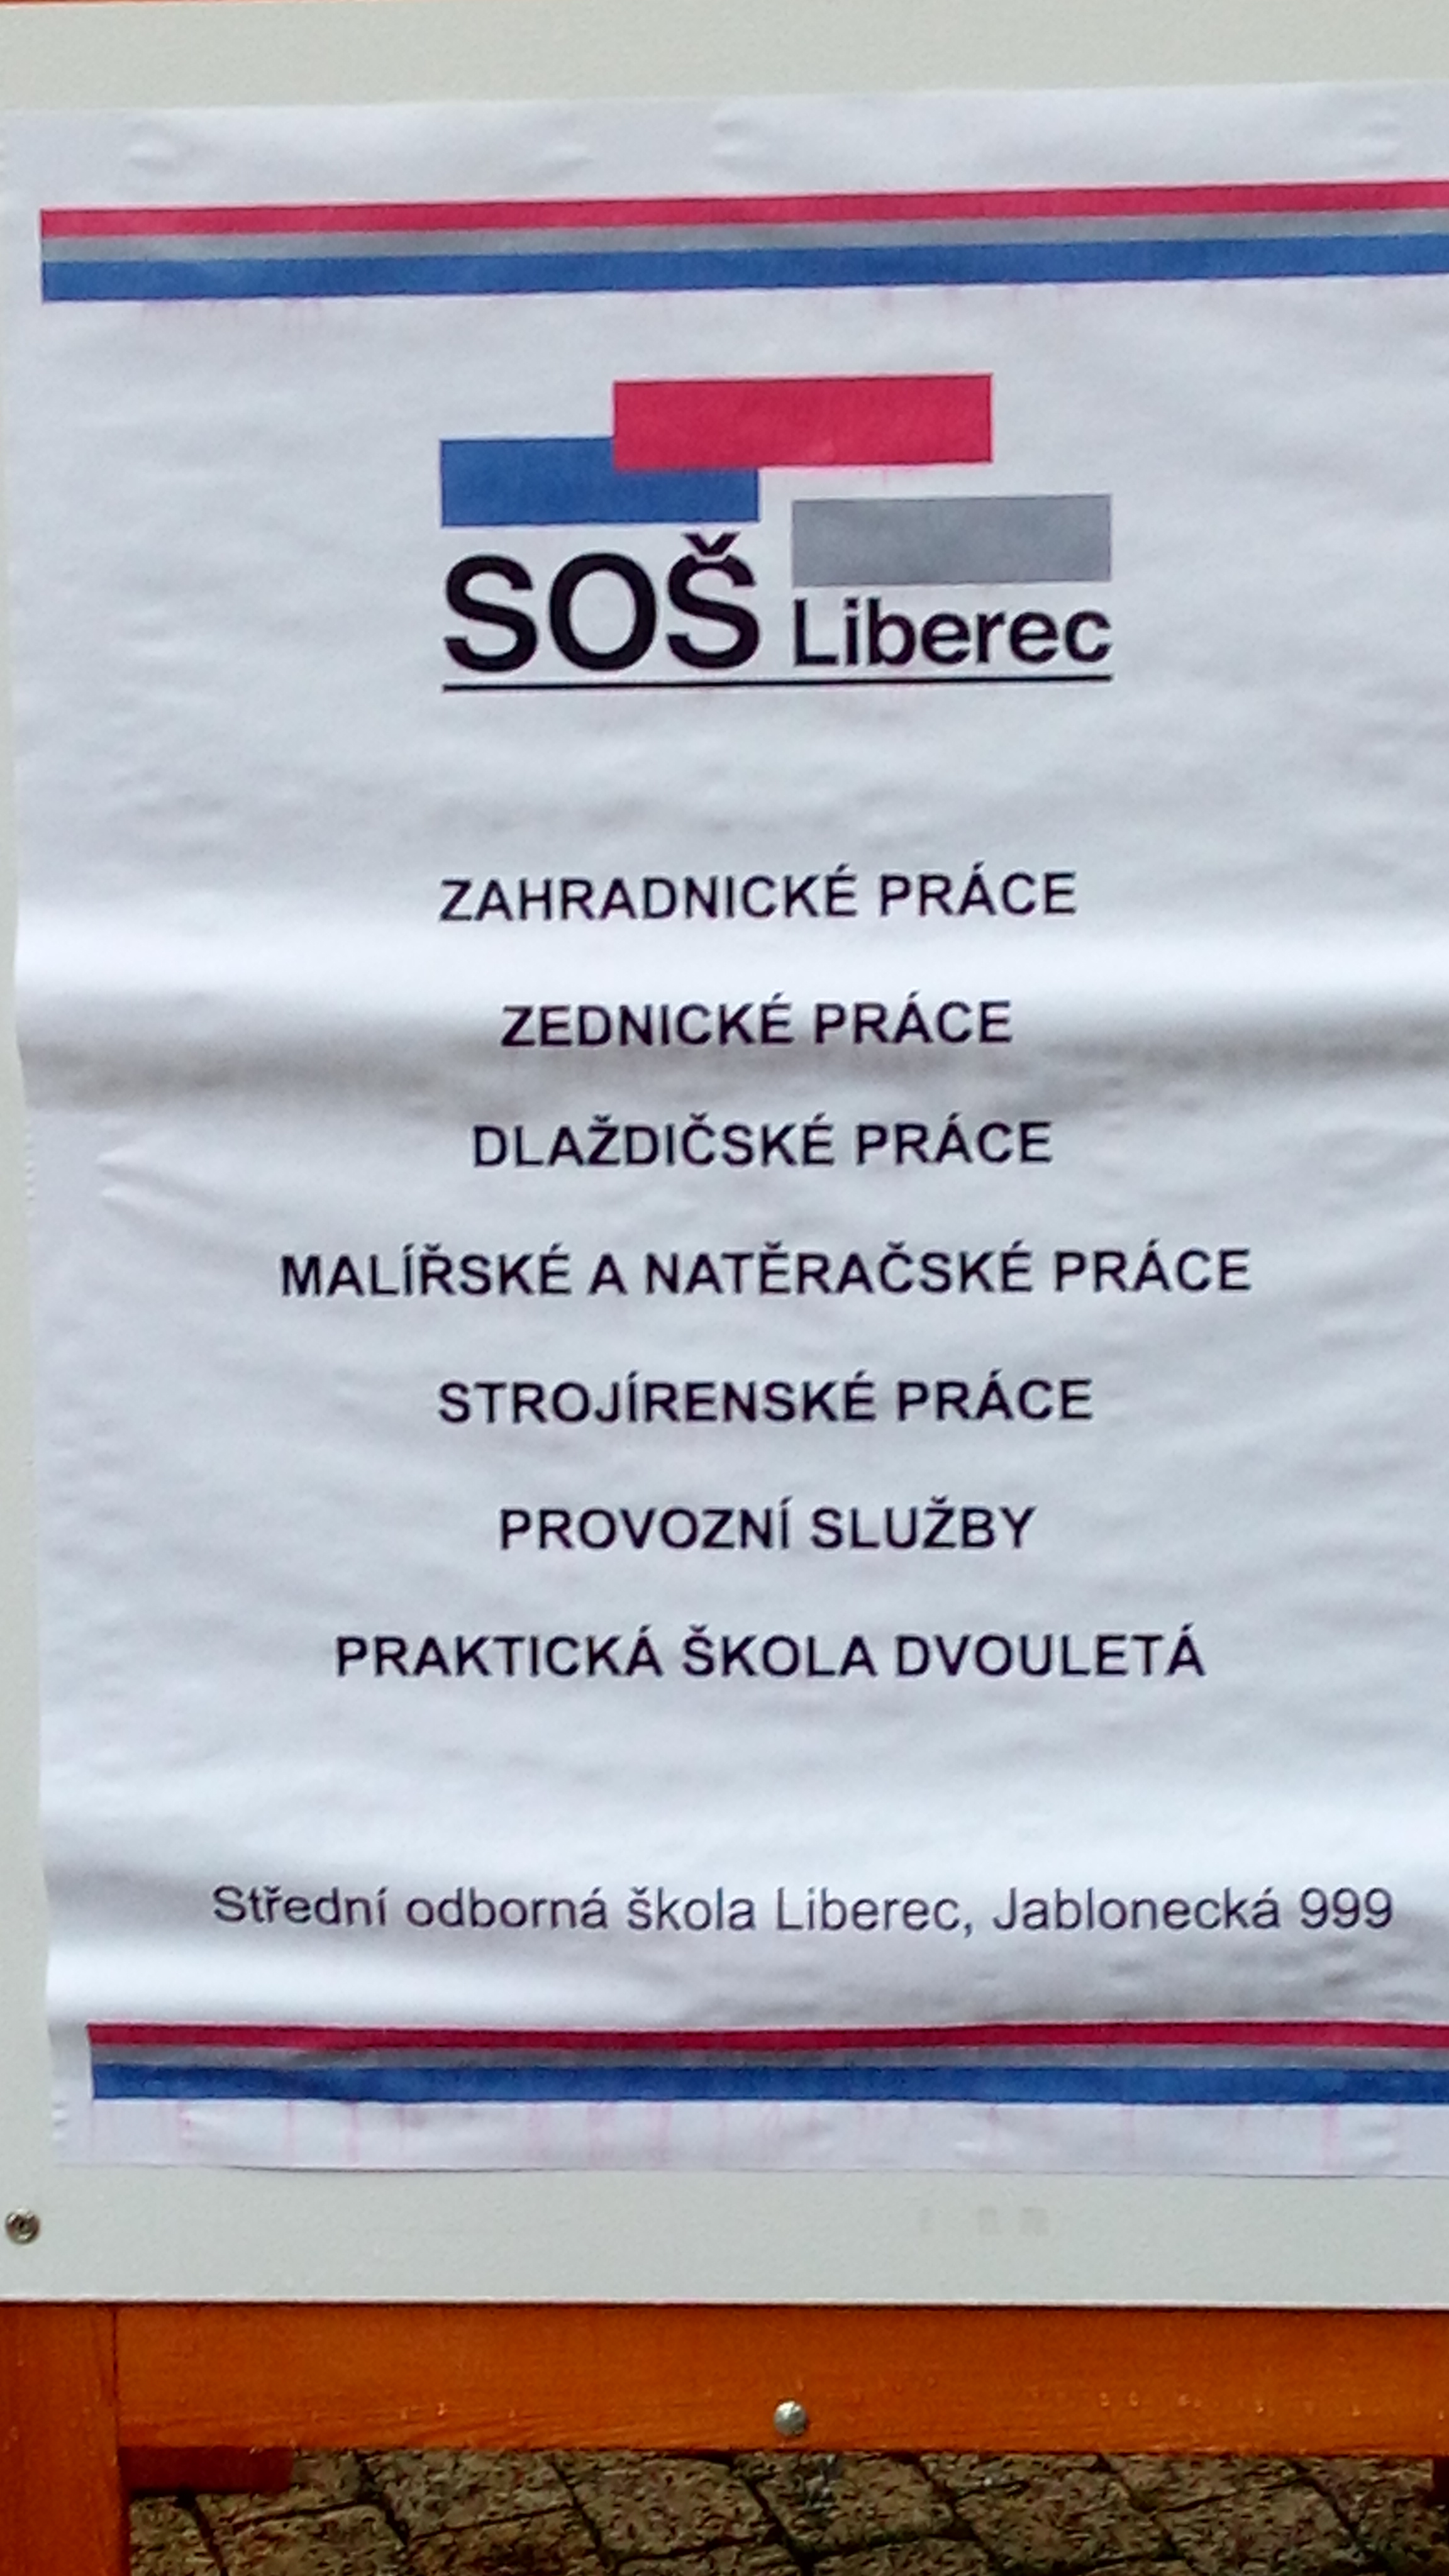 SOŠ Liberec
ZAHRADNICKÉ PRÁCE
ZEDNICKÉ PRÁCE
DLAŽDIČSKÉ PRÁCE
MALÍŘSKÉ A NATĚRAČSKÉ PRÁCE
STROJÍRENSKÉ PRÁCE
PROVOZNÍ SLUŽBY
PRAKTICKÁ ŠKOLA DVOULETÁ
Střední odborná škola Liberec, Jablonecká 999